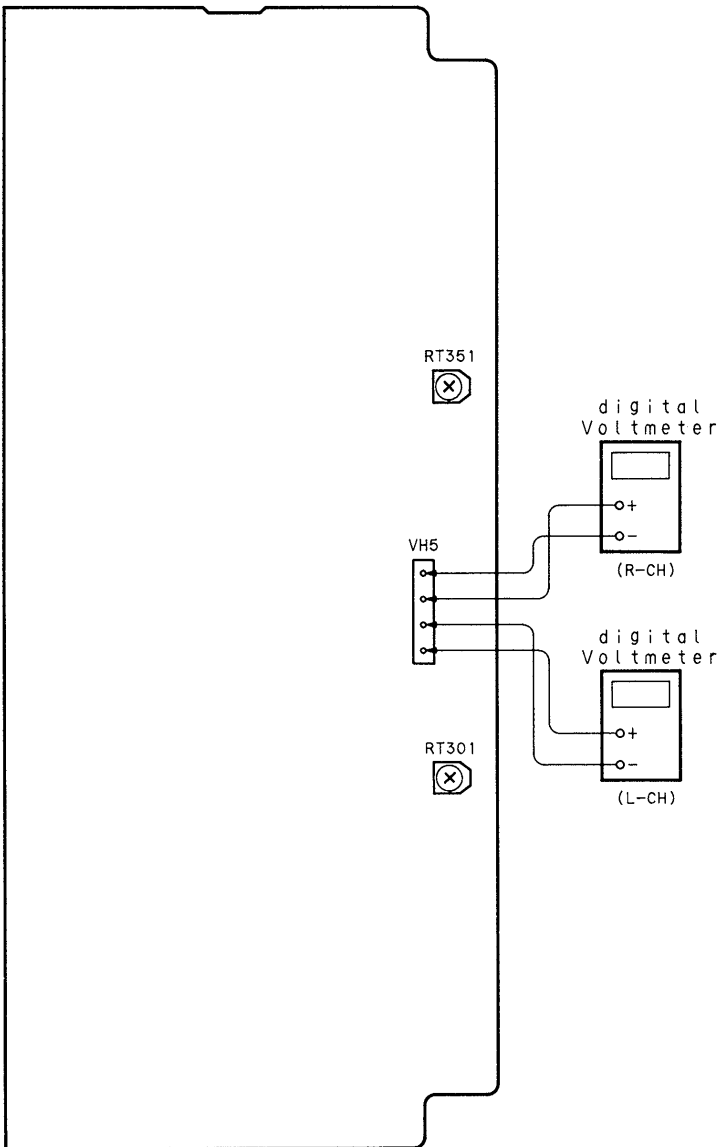 RT351
digital
Voltmeter
+
-
(R-CH)
VH5
digital
Voltmeter
+
-
(L-CH)
RT301